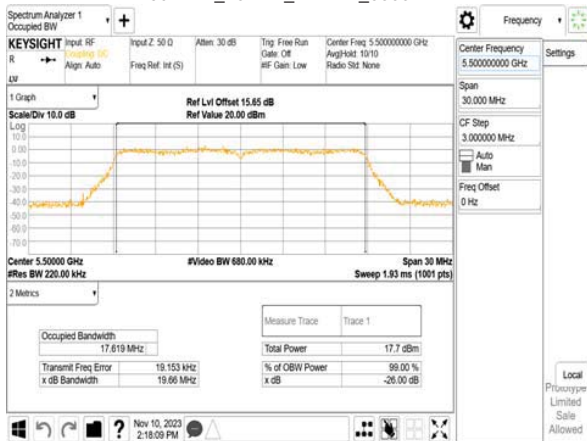 Spectrum Analyzer 1
Occupied BW
Frequency
KEYSIGHT
Input: RF
Coupling: DC
Align: Auto
Input Z: 50 Ω
Freq Ref: Int (S)
Atten: 30 dB
Trig: Free Run
Gate: Off
#IF Gain: Low
Center Freq: 5.500000000 GHz
Avg|Hold: 10/10
Radio Std: None
R
LVI
1 Graph
Scale/Div 10.0 dB
Ref Lvl Offset 15.65 dB
Ref Value 20.00 dBm
Log
10.0
0.00
-10.0
-20.0
-30.0
-40.0
-50.0
-60.0
-70.0
Center 5.50000 GHz
#Res BW 220.00 kHz
#Video BW 680.00 kHz
Span 30 MHz
Sweep 1.93 ms (1001 pts)
2 Metrics
Measure Trace Trace 1
Occupied Bandwidth
17.619 MHz
Total Power 17.7 dBm
Transmit Freq Error 19.153 kHz
% of OBW Power 99.00 %
x dB Bandwidth 19.66 MHz
x dB -26.00 dB
Center Frequency
5.500000000 GHz
Settings
Span
30.000 MHz
CF Step
3.000000 MHz
Auto
Man
Freq Offset
0 Hz
Local
Prototype
Limited
Sale
Allowed
?
Nov 10, 2023
2:18:09 PM